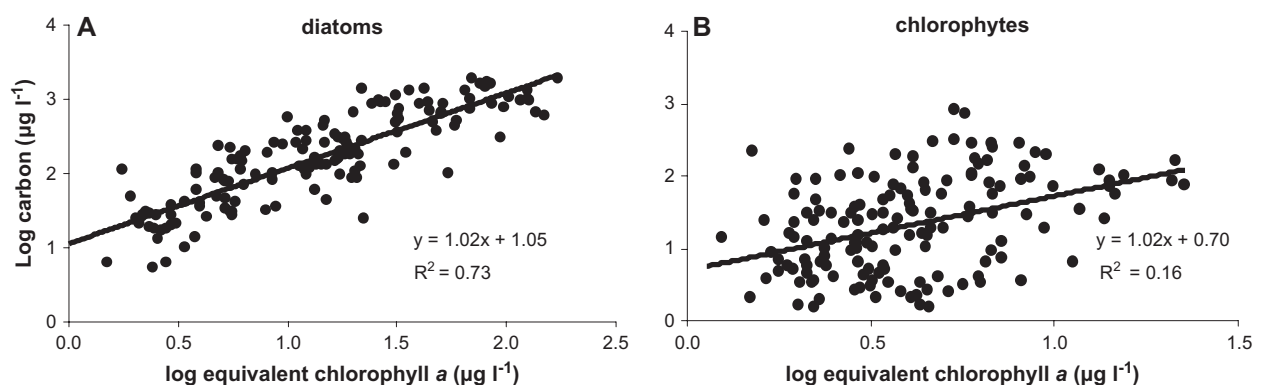 A
diatoms
Log carbon (µg l⁻¹)
4
3
2
1
0
y = 1.02x + 1.05
R² = 0.73
0.0 0.5 1.0 1.5 2.0 2.5
log equivalent chlorophyll a (µg l⁻¹)
B
chlorophytes
4
3
2
1
0
y = 1.02x + 0.70
R² = 0.16
0.0 0.5 1.0 1.5
log equivalent chlorophyll a (µg l⁻¹)